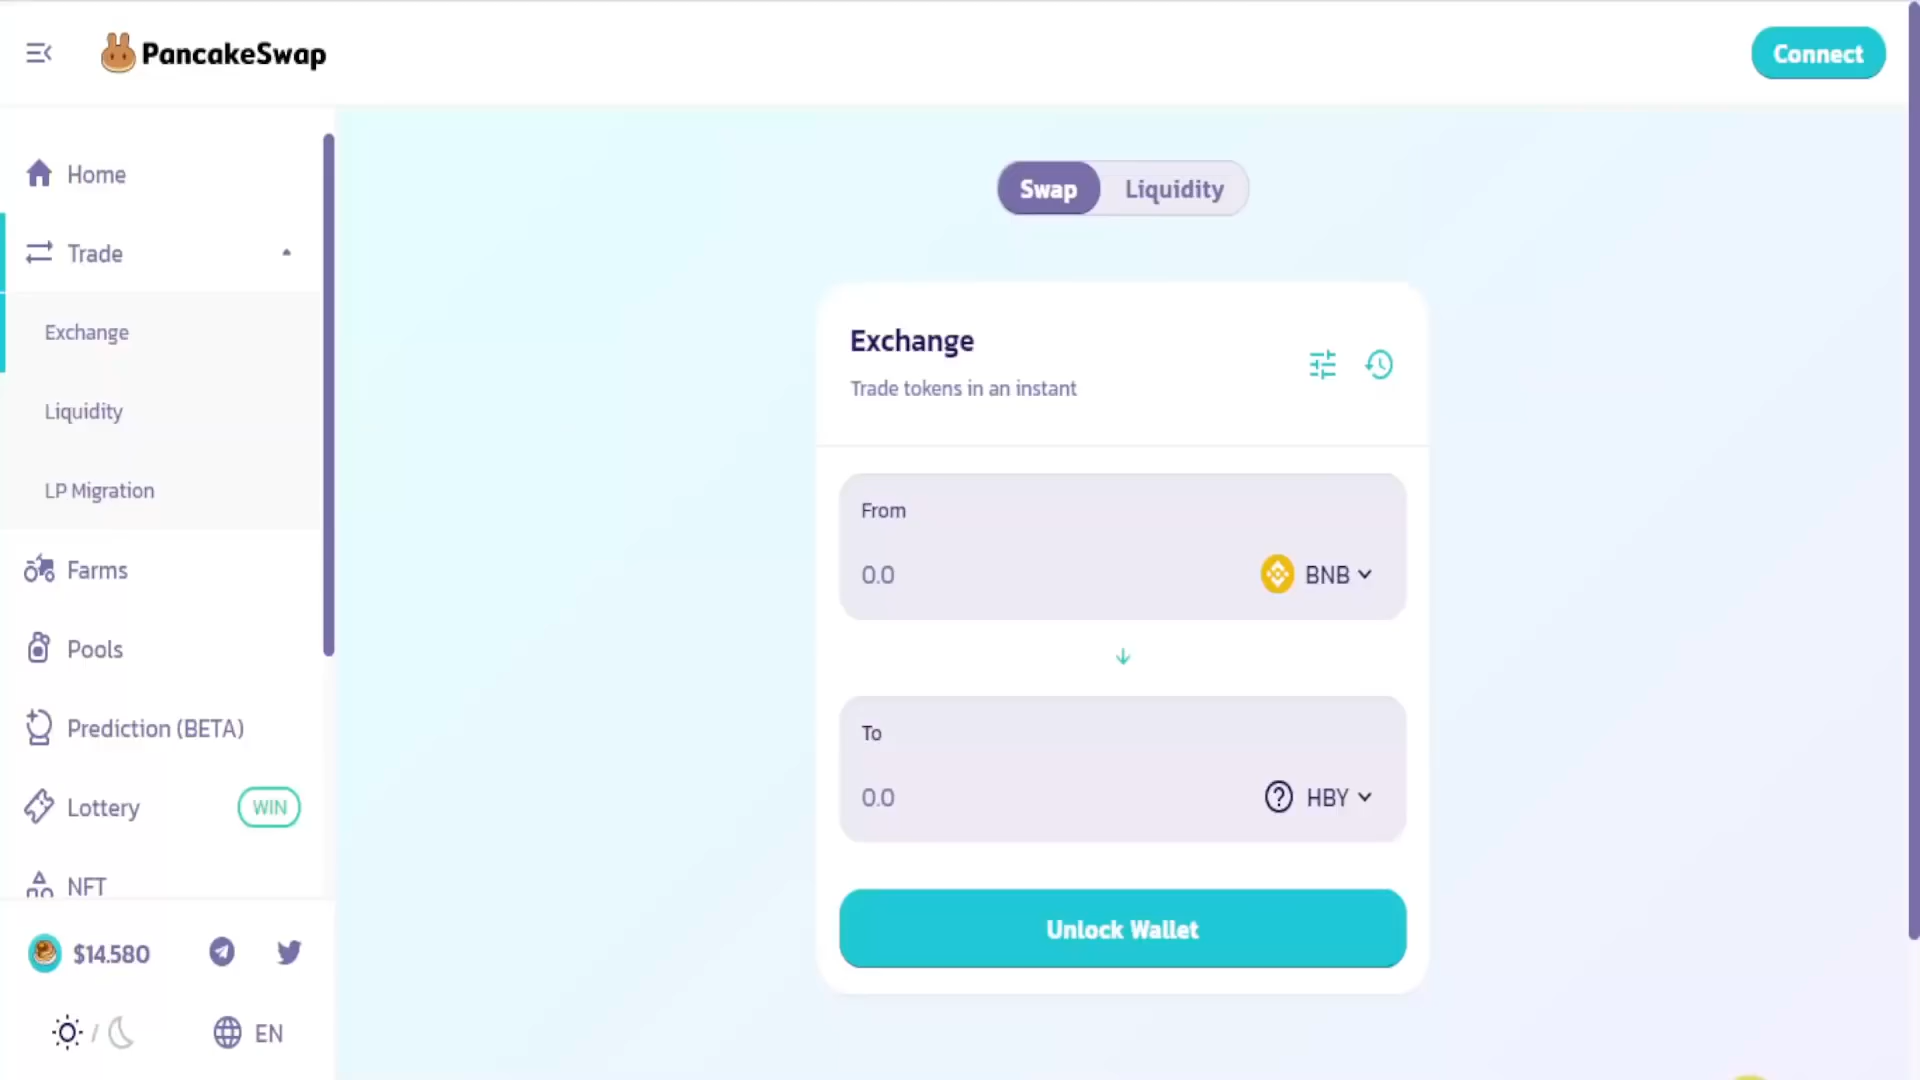 PancakeSwap
Connect
Home
Trade
Exchange
Liquidity
LP Migration
Farms
Pools
Prediction (BETA)
Lottery
WIN
NFT
$14.580
/
EN
Swap
Liquidity
Exchange
Trade tokens in an instant
From
0.0
BNB
To
0.0
? HBY
Unlock Wallet